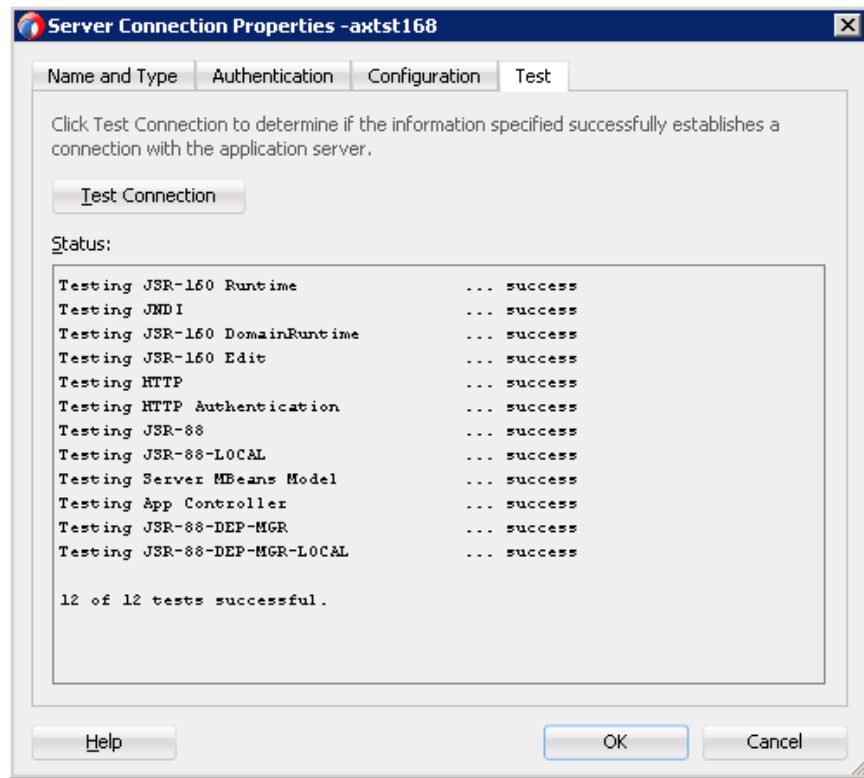 Server Connection Properties -axtst168
Name and Type Authentication Configuration Test
Click Test Connection to determine if the information specified successfully establishes a
connection with the application server.
Test Connection
Status:
Testing JSR-160 Runtime ... success
Testing JNDI ... success
Testing JSR-160 DomainRuntime ... success
Testing JSR-160 Edit ... success
Testing HTTP ... success
Testing HTTP Authentication ... success
Testing JSR-88 ... success
Testing JSR-88-LOCAL ... success
Testing Server MBeans Model ... success
Testing App Controller ... success
Testing JSR-88-DEP-MGR ... success
Testing JSR-88-DEP-MGR-LOCAL ... success
12 of 12 tests successful.
Help OK Cancel